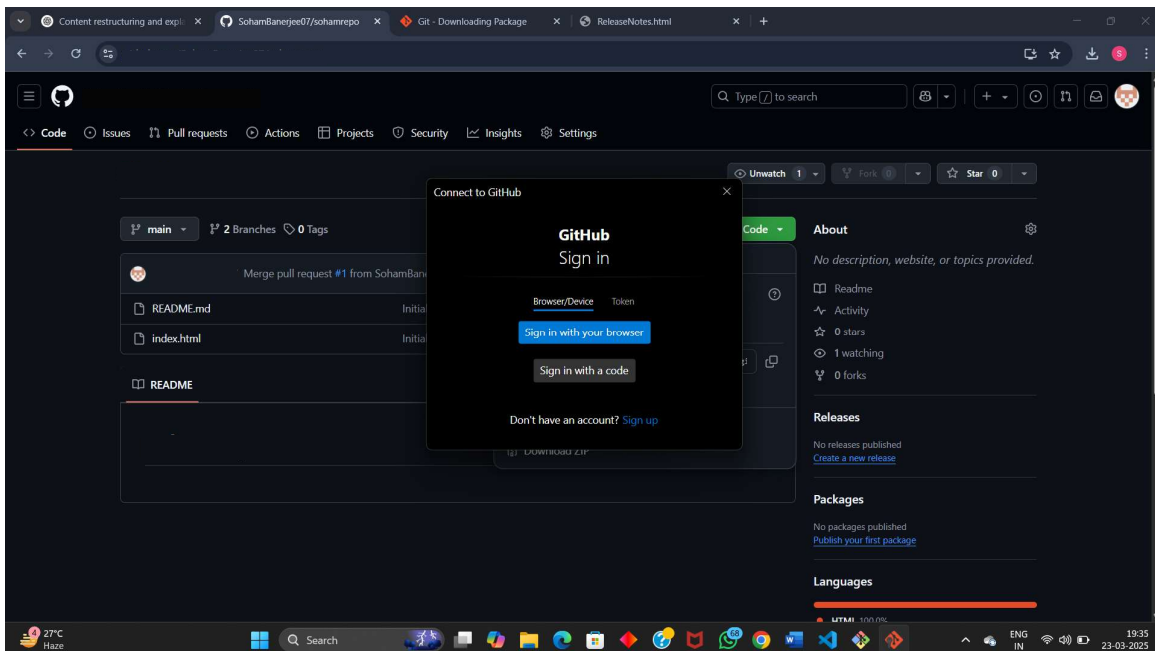 Content restructuring and expl
SohamBanerjee07/sohamrepo
Git - Downloading Package
ReleaseNotes.html
S
Type / to search
Code Issues Pull requests Actions Projects Security Insights Settings
Unwatch 1 Fork 0 Star 0
Connect to GitHub
main 2 Branches 0 Tags
GitHub
Sign in
Code
About
No description, website, or topics provided.
Merge pull request #1 from SohamBan
README.md Initial
index.html Initial
Browser/Device Token
Sign in with your browser
Sign in with a code
Don't have an account? Sign up
Readme
Activity
0 stars
1 watching
0 forks
README
Download ZIP
Releases
No releases published
Create a new release
Packages
No packages published
Publish your first package
Languages
HTML 100.0%
4
27°C
Haze
Search
68
ENG
IN
19:35
23-03-2025